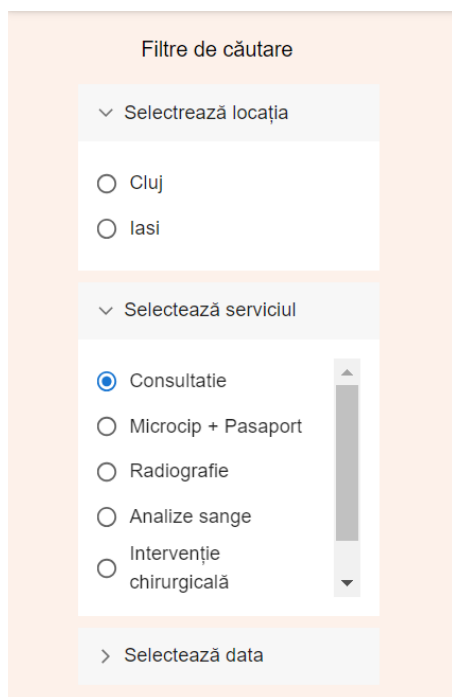 Filtre de căutare
Selectrează locația
Cluj
Iasi
Selectează serviciul
Consultatie
Microcip + Pasaport
Radiografie
Analize sange
Intervenție
chirurgicală
Selectează data